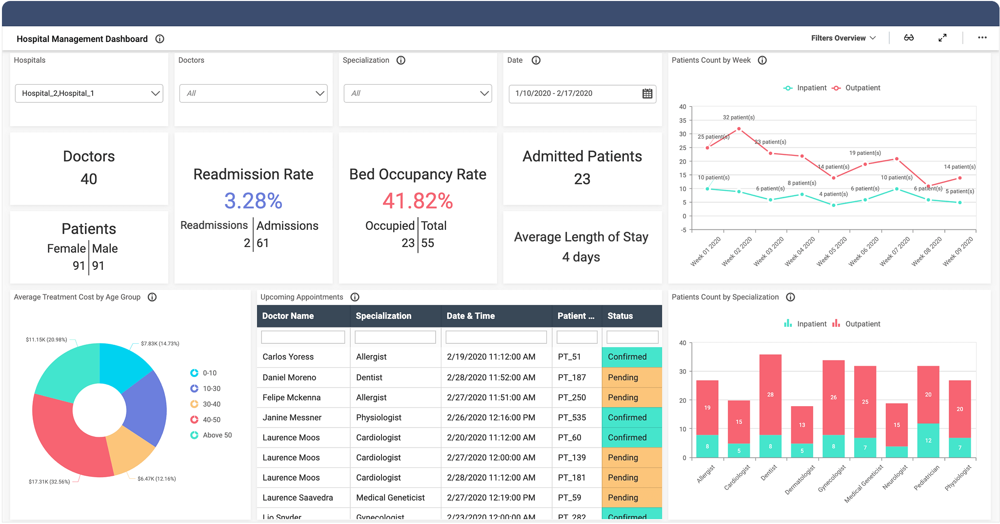 Hospital Management Dashboard
Filters Overview
Hospitals
Hospital_2,Hospital_1
Doctors
All
Specialization
All
Date
1/10/2020 - 2/17/2020
Doctors
40
Patients
Female Male
91 91
Readmission Rate
3.28%
Readmissions Admissions
2 61
Bed Occupancy Rate
41.82%
Occupied Total
23 55
Admitted Patients
23
Average Length of Stay
4 days
Patients Count by Week
Inpatient Outpatient
40
35
30
25
20
15
10
5
0
-5
32 patient(s)
25 patient(s)
23 patient(s)
19 patient(s)
14 patient(s)
14 patient(s)
10 patient(s)
10 patient(s)
8 patient(s)
6 patient(s)
6 patient(s)
6 patient(s)
5 patient(s)
4 patient(s)
Week 01 2020
Week 02 2020
Week 03 2020
Week 04 2020
Week 05 2020
Week 06 2020
Week 07 2020
Week 08 2020
Week 09 2020
Average Treatment Cost by Age Group
$11.15K (20.98%)
$7.83K (14.73%)
$17.31K (32.56%)
$6.47K (12.16%)
0-10
10-30
30-40
40-50
Above 50
Upcoming Appointments
Doctor Name Specialization Date & Time Patient ... Status
Carlos Yoress Allergist 2/19/2020 11:12:00 AM PT_51 Confirmed
Daniel Moreno Dentist 2/28/2020 11:52:00 AM PT_187 Pending
Felipe Mckenna Allergist 2/27/2020 11:51:00 AM PT_250 Pending
Janine Messner Physiologist 2/26/2020 12:16:00 PM PT_535 Confirmed
Laurence Moos Cardiologist 2/20/2020 11:12:00 AM PT_60 Confirmed
Laurence Moos Cardiologist 2/27/2020 12:00:00 AM PT_139 Pending
Laurence Moos Cardiologist 2/28/2020 11:12:00 AM PT_181 Pending
Laurence Saavedra Medical Geneticist 2/27/2020 12:19:00 PM PT_59 Pending
Lio Snyder Gynecologist 2/23/2020 12:00:00 AM PT_282 Confirmed
Patients Count by Specialization
Inpatient Outpatient
40
30
20
10
0
19 15 28 13 26 25 15 20 20
8 5 8 5 8 7 12 7
Allergist
Cardiologist
Dentist
Dermatologist
Gynecologist
Medical Geneticist
Neurologist
Pediatrician
Physiologist